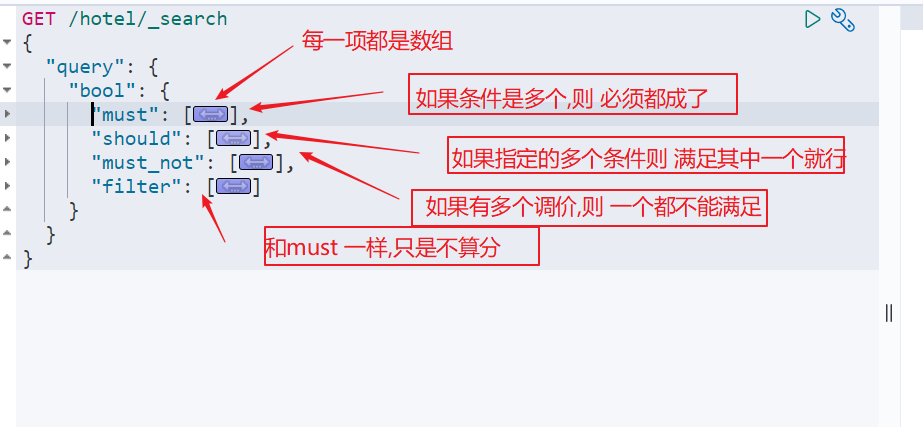 GET /hotel/_search
{
每一项都是数组
"query": {
"bool": {
"must": [],
如果条件是多个,则 必须都成了
"should": [],
如果指定的多个条件则 满足其中一个就行
"must_not": [],
"filter": []
如果有多个调价,则 一个都不能满足
}
和must 一样,只是不算分
}
}